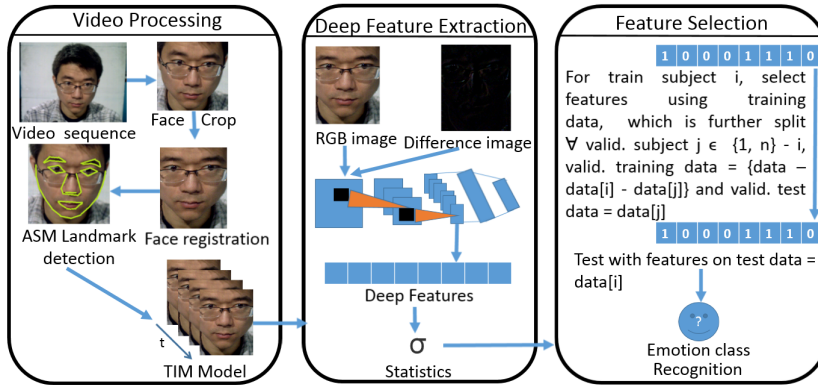 Video Processing
Video sequence
Face Crop
ASM Landmark
detection
Face registration
t
TIM Model
Deep Feature Extraction
RGB image
Difference image
Deep Features
σ
Statistics
Feature Selection
1 0 0 0 1 1 1 0
For train subject i, select
features using training
data, which is further split
∀ valid. subject j ϵ {1, n} - i,
valid. training data = {data –
data[i] - data[j]} and valid. test
data = data[j]
1 0 0 0 1 1 1 0
Test with features on test data =
data[i]
?
Emotion class
Recognition